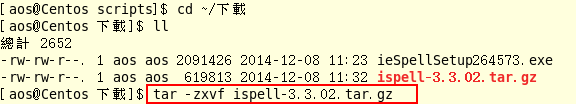 [aos@Centos scripts]$ cd ~/下載
[aos@Centos 下載]$ ll
總計 2652
-rw-rw-r--. 1 aos aos 2091426 2014-12-08 11:23 ieSpellSetup264573.exe
-rw-rw-r--. 1 aos aos  619813 2014-12-08 11:32 ispell-3.3.02.tar.gz
[aos@Centos 下載]$ tar -zxvf ispell-3.3.02.tar.gz